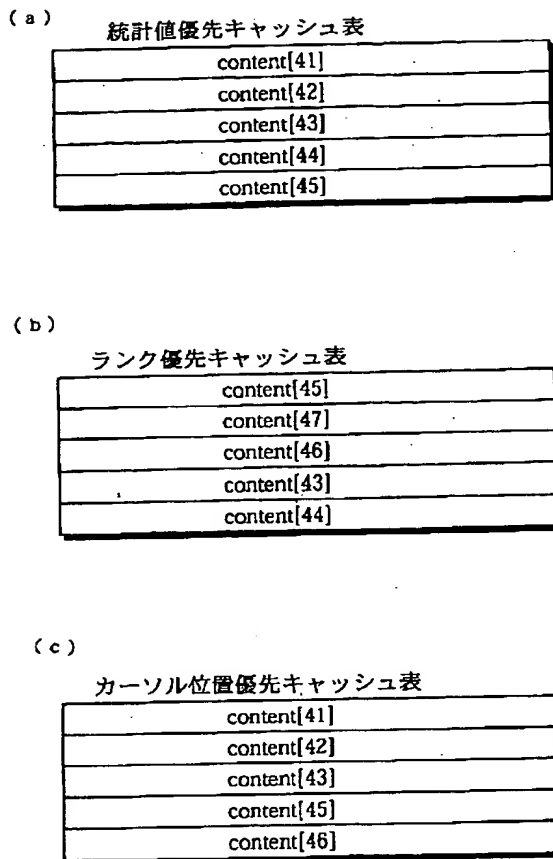 (a)
統計値優先キャッシュ表
content[41]
content[42]
content[43]
content[44]
content[45]
(b)
ランク優先キャッシュ表
content[45]
content[47]
content[46]
content[43]
content[44]
(c)
カーソル位置優先キャッシュ表
content[41]
content[42]
content[43]
content[45]
content[46]